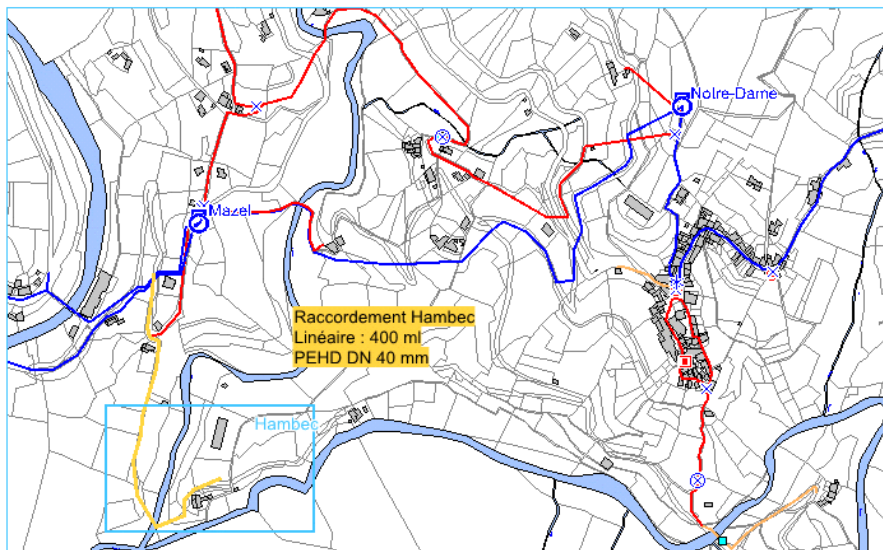 Notre-Dame
Mazel
Raccordement Hambec
Linéaire : 400 ml
PEHD DN 40 mm
Hambec